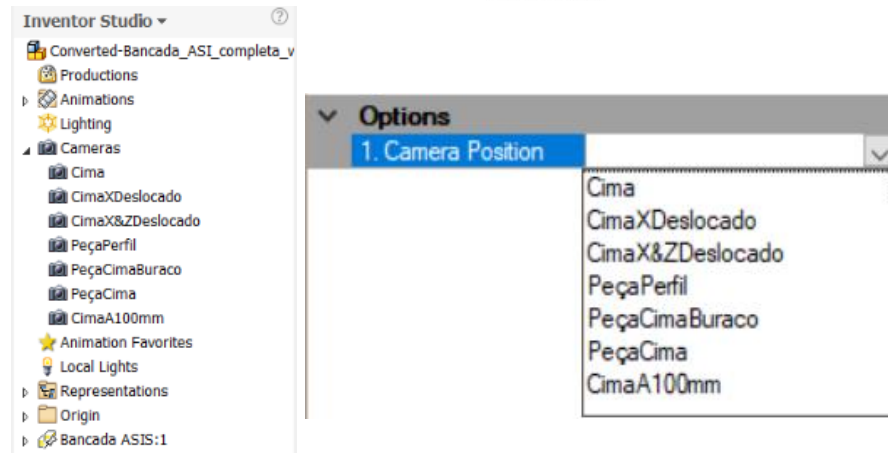 Inventor Studio
Converted-Bancada_ASI_completa_v
Productions
Animations
Lighting
Cameras
Cima
CimaXDeslocado
CimaX&ZDeslocado
PeçaPerfil
PeçaCimaBuraco
PeçaCima
CimaA100mm
Animation Favorites
Local Lights
Representations
Origin
Bancada ASIS:1
Options
1. Camera Position
Cima
CimaXDeslocado
CimaX&ZDeslocado
PeçaPerfil
PeçaCimaBuraco
PeçaCima
CimaA100mm